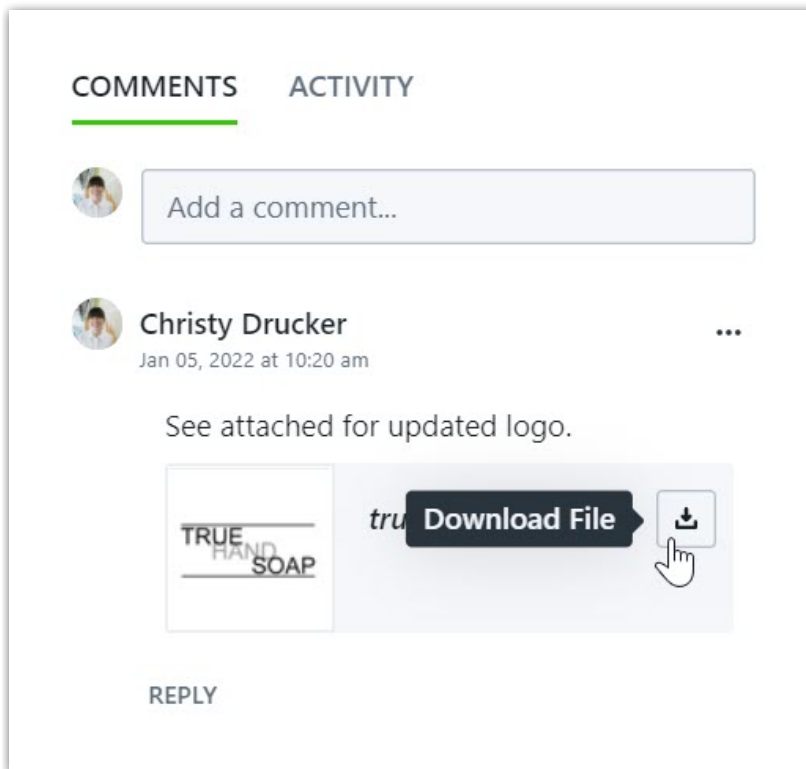 COMMENTS ACTIVITY
Add a comment...
Christy Drucker
Jan 05, 2022 at 10:20 am
See attached for updated logo.
tru Download File
TRUE
HAND
SOAP
REPLY